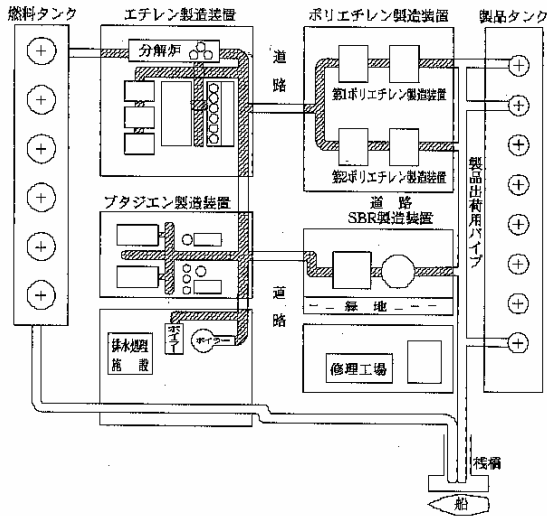 燃料タンク
エチレン製造装置
ポリエチレン製造装置
製品タンク
分解炉
道路
第1ポリエチレン製造装置
第2ポリエチレン製造装置
製品出荷用パイプ
ブタジエン製造装置
道路
SBR製造装置
道路
緑地
排水処理
施設
ボイラー
ボイラー
修理工場
桟橋
船